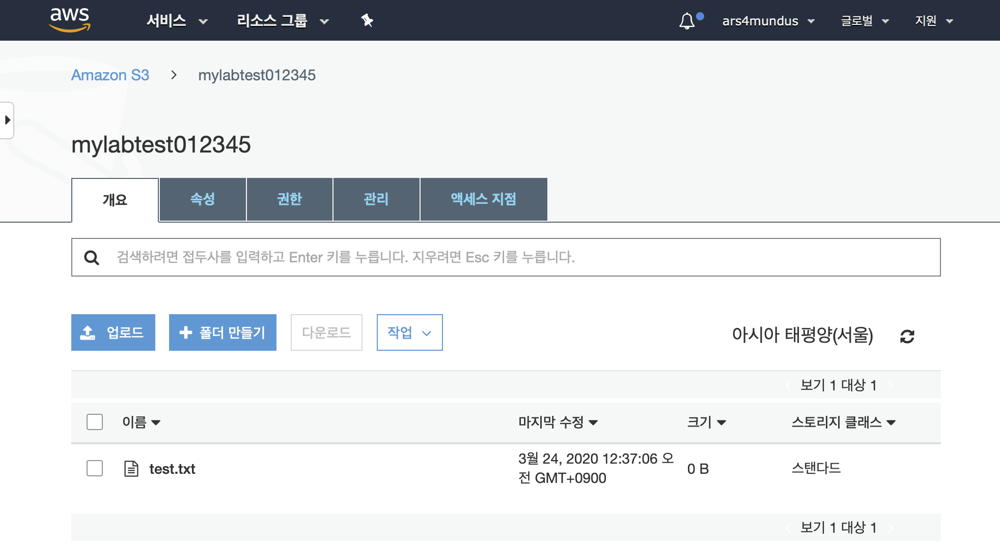 aws 서비스 리소스 그룹 ars4mundus 글로벌 지원
Amazon S3 > mylabtest012345
mylabtest012345
개요 속성 권한 관리 액세스 지점
검색하려면 접두사를 입력하고 Enter 키를 누릅니다. 지우려면 Esc 키를 누릅니다.
업로드 + 폴더 만들기 다운로드 작업 아시아 태평양(서울)
보기 1 대상 1
이름 마지막 수정 크기 스토리지 클래스
test.txt 3월 24, 2020 12:37:06 오
전 GMT+0900 0 B 스탠다드
보기 1 대상 1